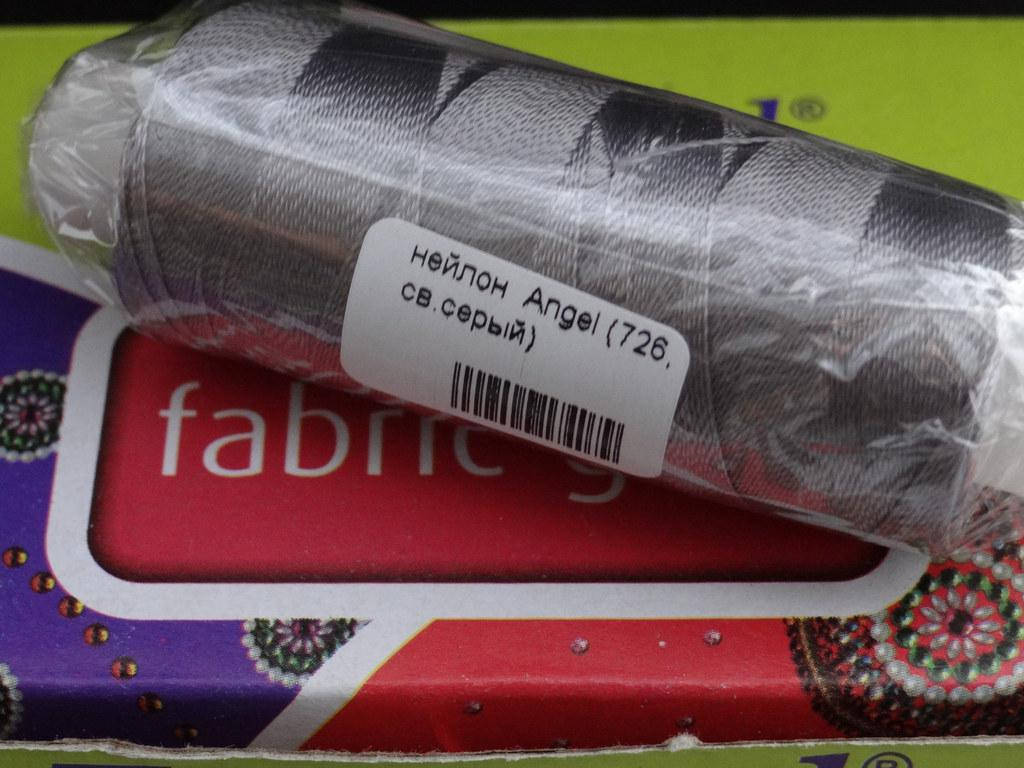 ®
нейлон Angel (726,
св.серый)
fabric
®